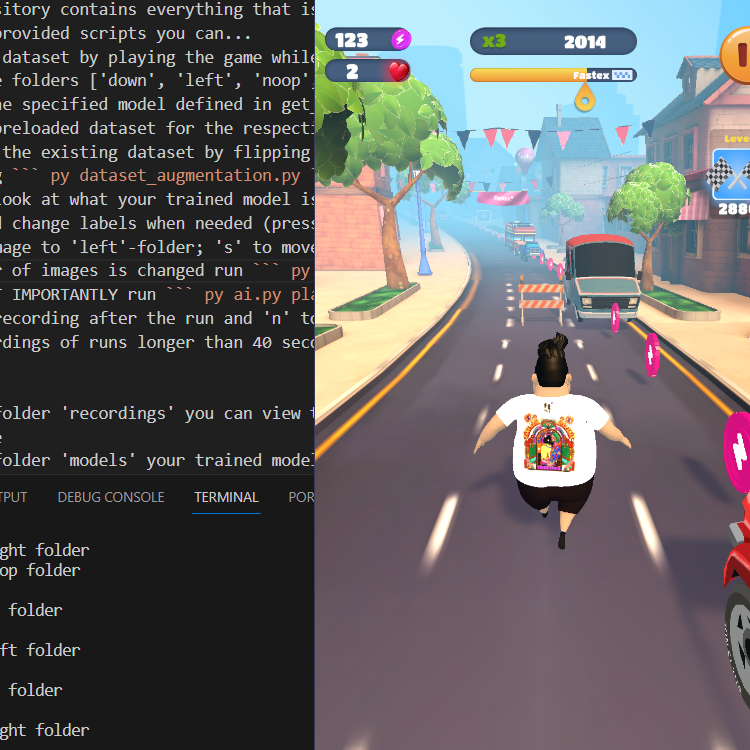 sitory contains everything that is
provided scripts you can...
dataset by playing the game while
e folders ['down', 'left', 'noop'
he specified model defined in get_
preloaded dataset for the respecti
the existing dataset by flipping
g ``` py dataset_augmentation.py
look at what your trained model is
d change labels when needed (press
mage to 'left'-folder; 's' to move
r of images is changed run ``` py
T IMPORTANTLY run ``` py ai.py pla
recording after the run and 'n' to
rdings of runs longer than 40 seco
folder 'recordings' you can view t
e
folder 'models' your trained model
TPUT DEBUG CONSOLE TERMINAL POR
ght folder
op folder
folder
ft folder
folder
ght folder
123
2
x3 2014
Fastex
Leve
288